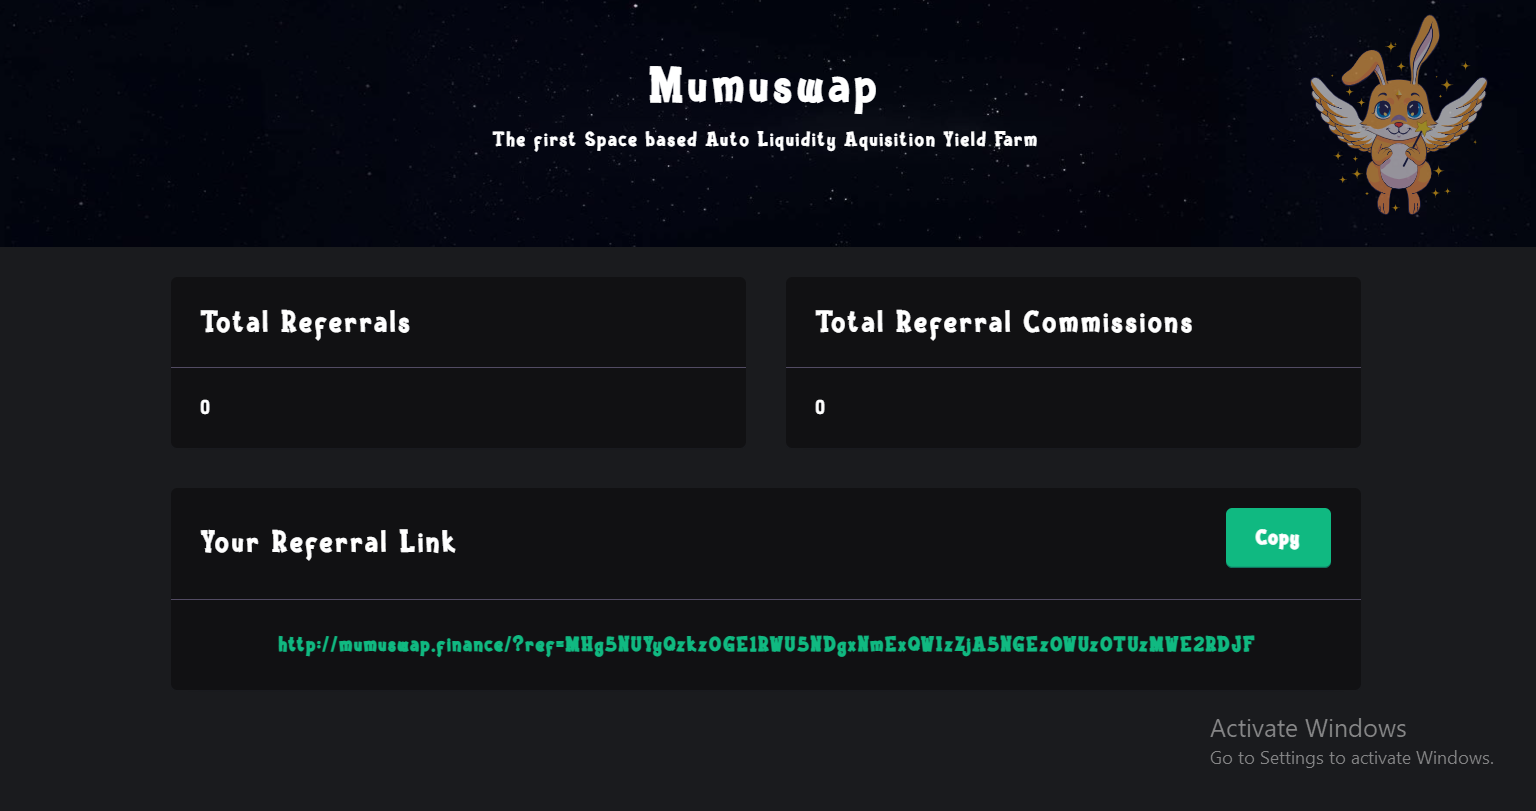 Mumuswap
The first Space based Auto Liquidity Aquisition Yield Farm
Total Referrals
0
Total Referral Commissions
0
Your Referral Link
Copy
http://mumuswap.finance/?ref=MHg5NUYyQzkzOGE1RWU5NDgxNmExQWIzZjA5NGEzOWUzOTUzMWE2RDJF
Activate Windows
Go to Settings to activate Windows.